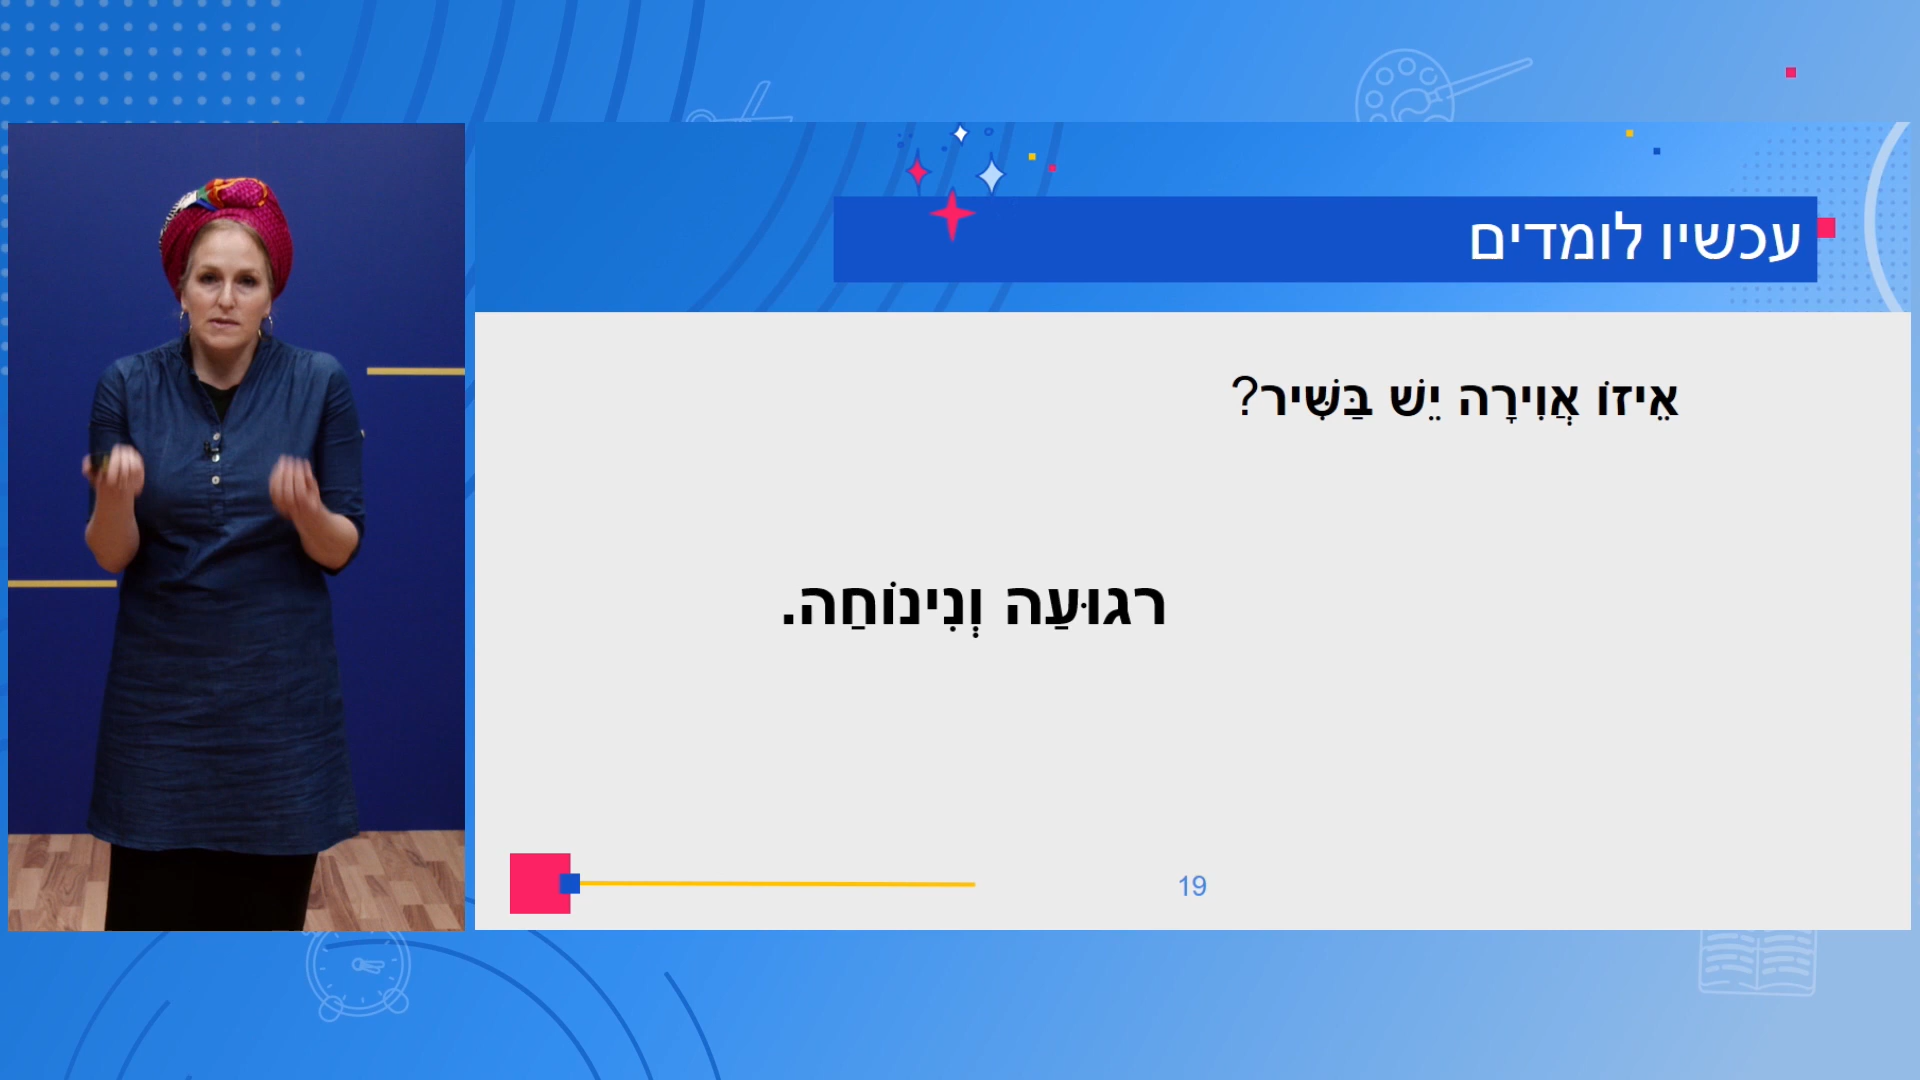 עכשיו לומדים
אֵיזוֹ אֲוִירָה יֵשׁ בַּשִּׁיר?
רגוּעַה וְנִינוֹחַה.
19